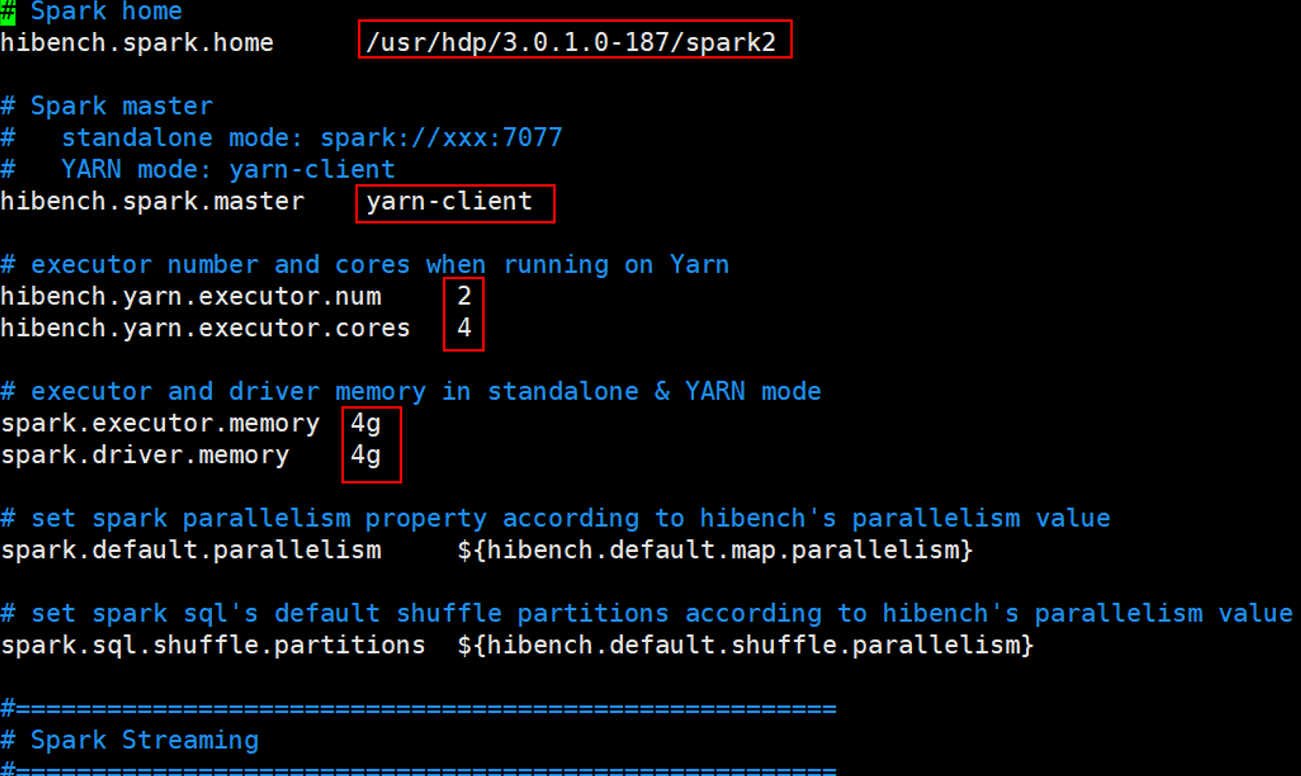 # Spark home
hibench.spark.home /usr/hdp/3.0.1.0-187/spark2
# Spark master
# standalone mode: spark://xxx:7077
# YARN mode: yarn-client
hibench.spark.master yarn-client
# executor number and cores when running on Yarn
hibench.yarn.executor.num 2
hibench.yarn.executor.cores 4
# executor and driver memory in standalone & YARN mode
spark.executor.memory 4g
spark.driver.memory 4g
# set spark parallelism property according to hibench's parallelism value
spark.default.parallelism ${hibench.default.map.parallelism}
# set spark sql's default shuffle partitions according to hibench's parallelism value
spark.sql.shuffle.partitions ${hibench.default.shuffle.parallelism}
#======================================================
# Spark Streaming
#======================================================